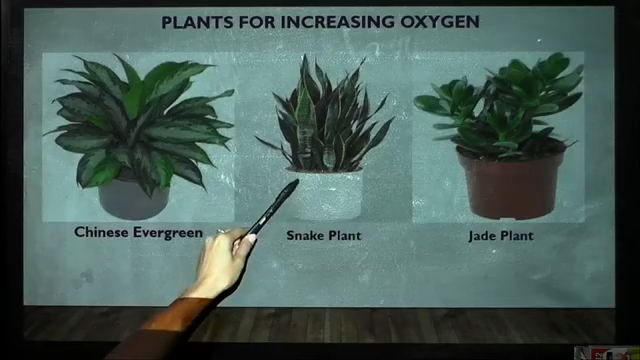 PLANTS FOR INCREASING OXYGEN
Chinese Evergreen
Snake Plant
Jade Plant